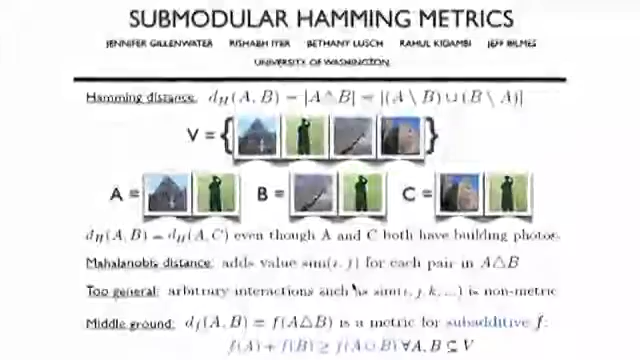 SUBMODULAR HAMMING METRICS
JENNIFER GILLENWATER RISHABH IYER BETHANY LUSCH RAHUL KIDAMBI JEFF BILMES
UNIVERSITY OF WASHINGTON
Hamming distance: d_H(A, B) = |A△B| = |(A \ B) ∪ (B \ A)|
V = { }
A = B = C =
d_H(A, B) = d_H(A, C) even though A and C both have building photos.
Mahalanobis distance: adds value sim(i, j) for each pair in A△B
Too general: arbitrary interactions such as sim(i, j, k, ...) is non-metric
Middle ground: d_f(A, B) = f(A△B) is a metric for subadditive f:
f(A) + f(B) ≥ f(A ∪ B) ∀A, B ⊆ V